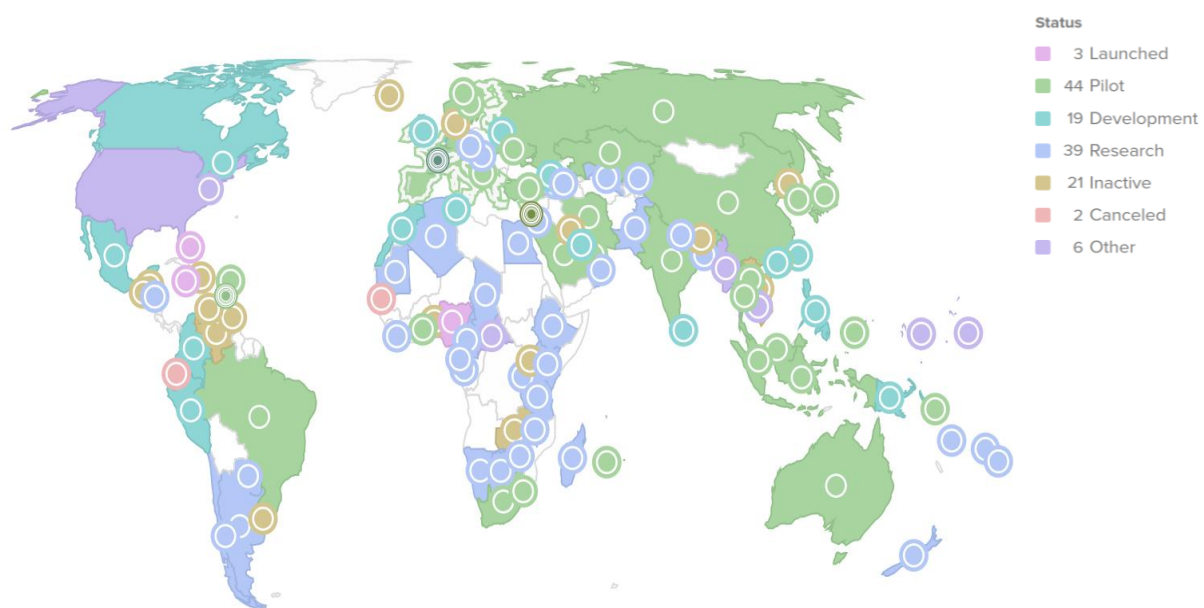 Status
3 Launched
44 Pilot
19 Development
39 Research
21 Inactive
2 Canceled
6 Other